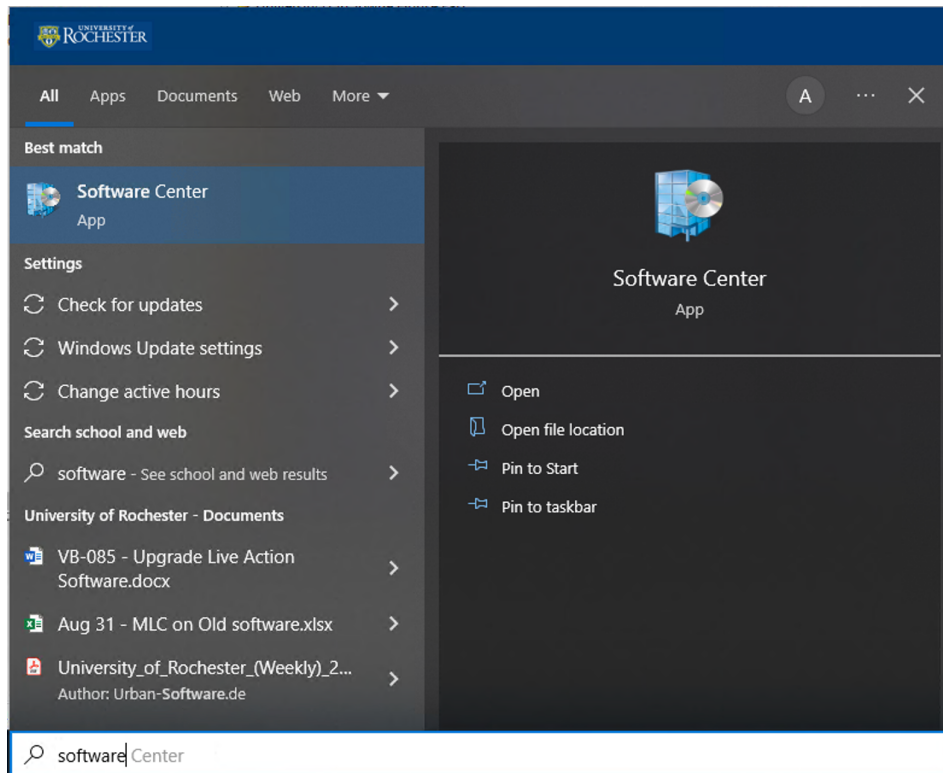 UNIVERSITY of
ROCHESTER
All Apps Documents Web More A ...
Best match
Software Center
App
Settings
Check for updates
Windows Update settings
Change active hours
Search school and web
software - See school and web results
University of Rochester - Documents
VB-085 - Upgrade Live Action
Software.docx
Aug 31 - MLC on Old software.xlsx
University_of_Rochester_(Weekly)_2...
Author: Urban-Software.de
Software Center
App
Open
Open file location
Pin to Start
Pin to taskbar
software Center